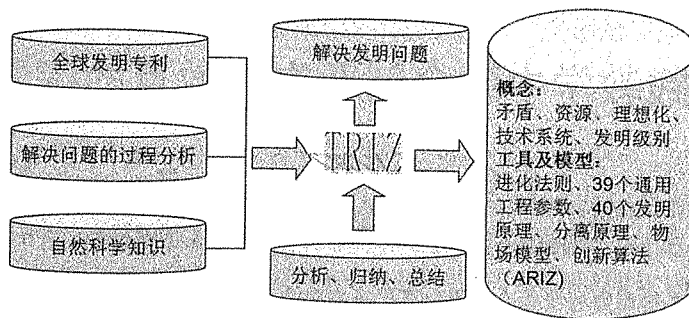 全球发明专利
解决问题的过程分析
自然科学知识
解决发明问题
TRIZ
分析、归纳、总结
概念：
矛盾、资源、理想化、
技术系统、发明级别
工具及模型：
进化法则、39个通用
工程参数、40个发明
原理、分离原理、物
场模型、创新算法
（ARIZ)